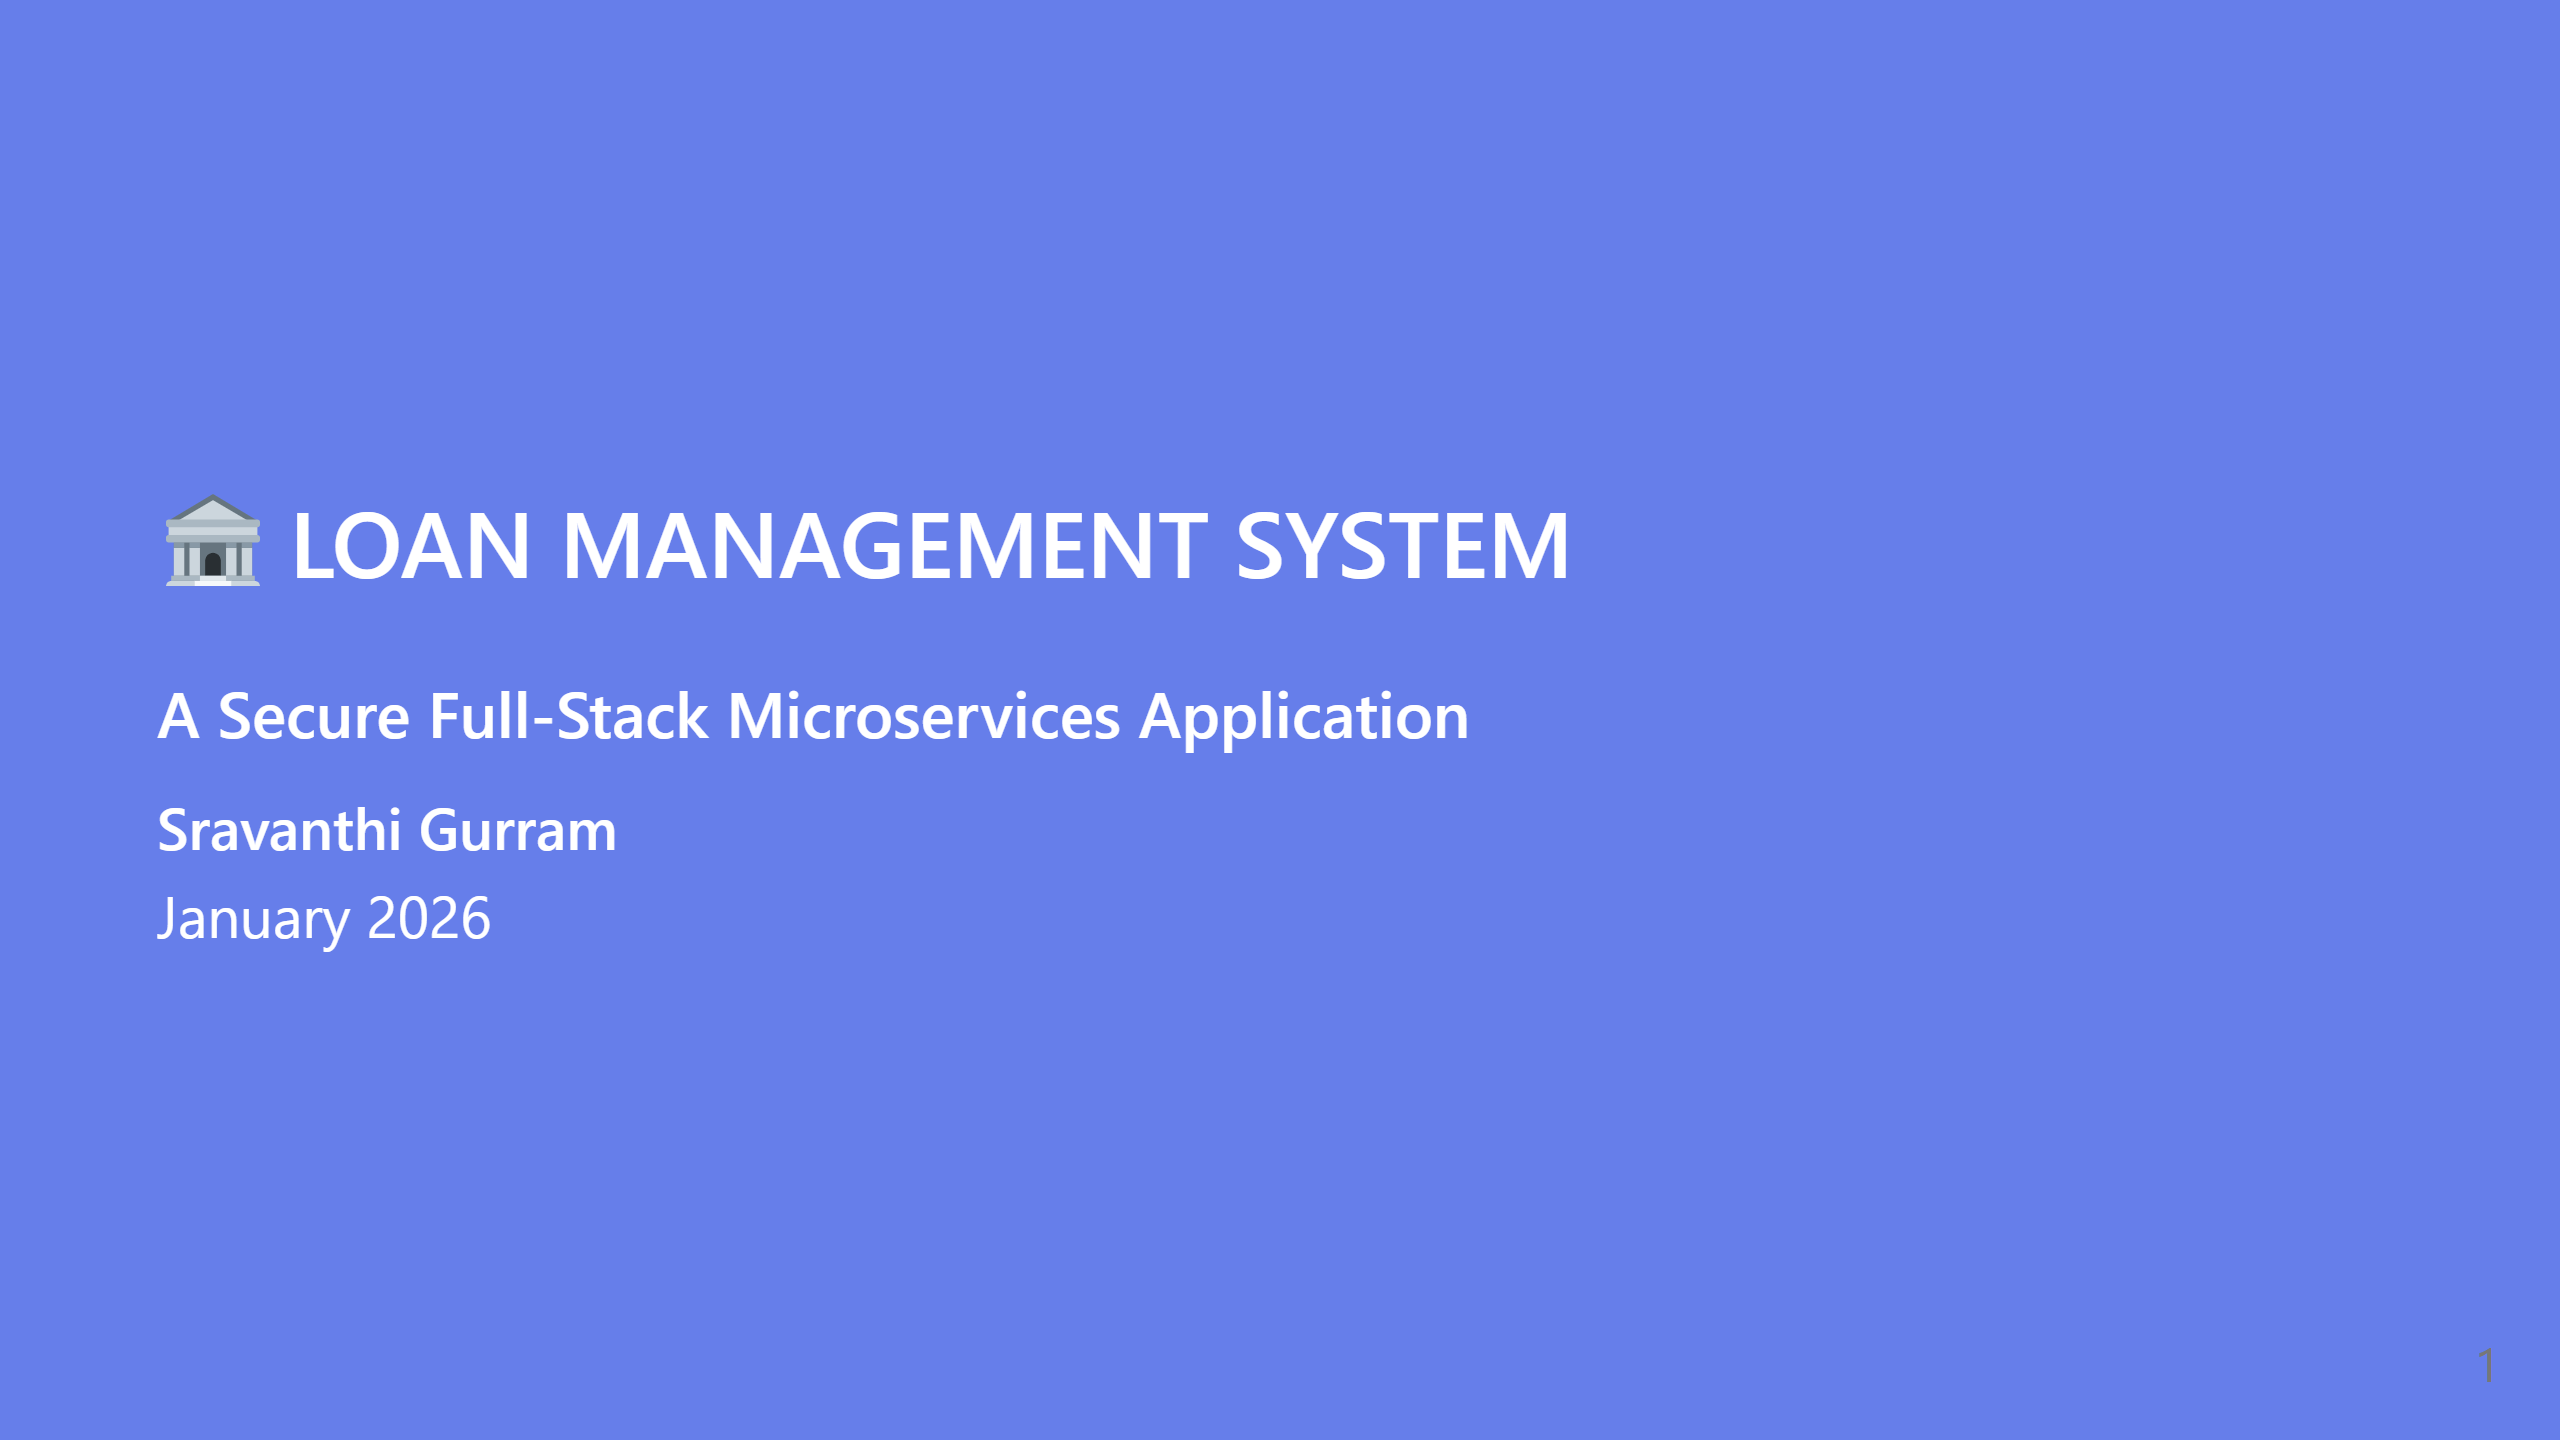 LOAN MANAGEMENT SYSTEM
A Secure Full-Stack Microservices Application
Sravanthi Gurram
January 2026
1